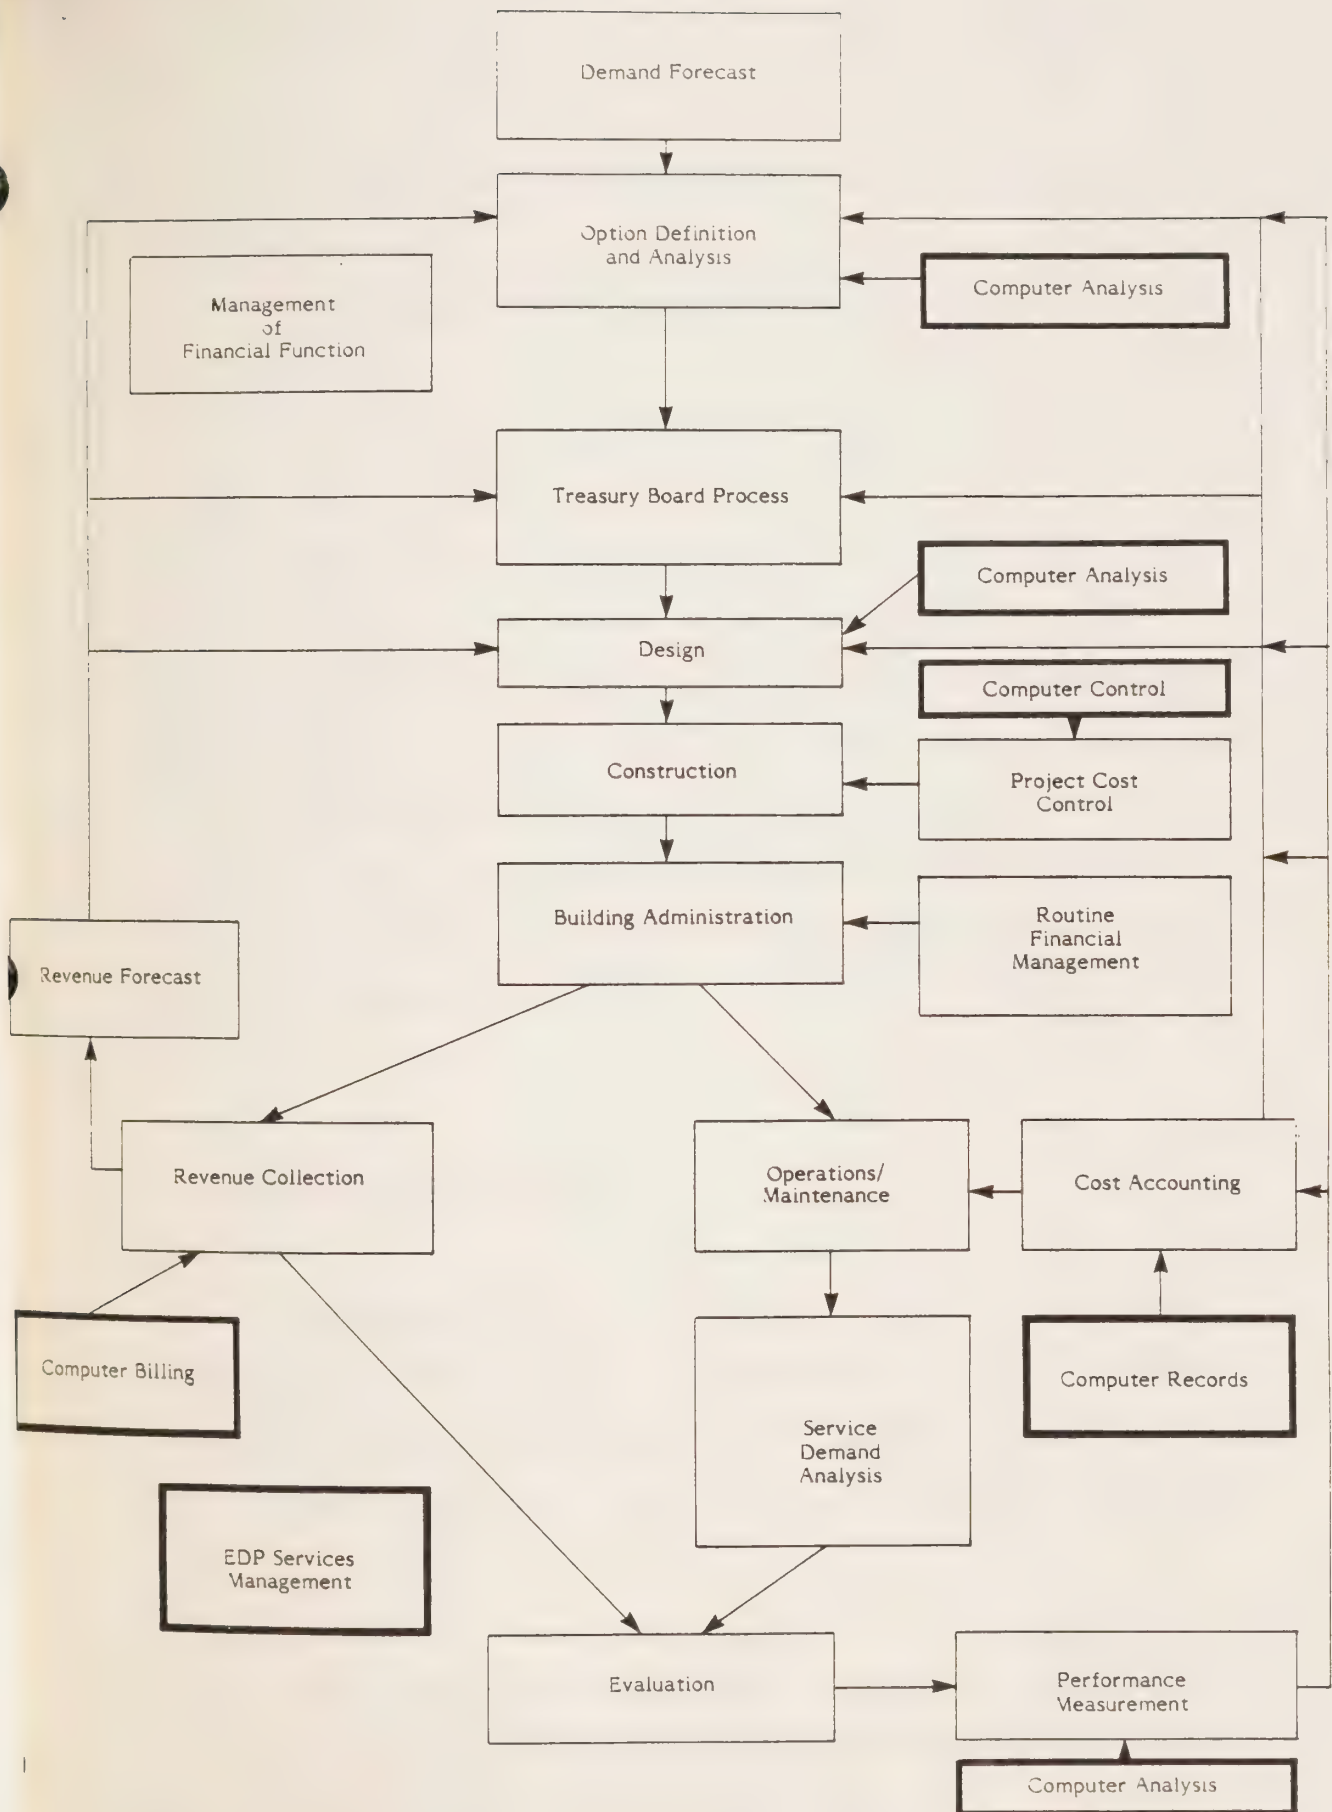 Demand Forecast
Option Definition
and Analysis
Computer Analysis
Management
of
Financial Function
Treasury Board Process
Computer Analysis
Design
Computer Control
Construction
Project Cost
Control
Building Administration
Routine
Financial
Management
Revenue Forecast
Revenue Collection
Operations/
Maintenance
Cost Accounting
Computer Billing
Computer Records
Service
Demand
Analysis
EDP Services
Management
Evaluation
Performance
Measurement
Computer Analysis